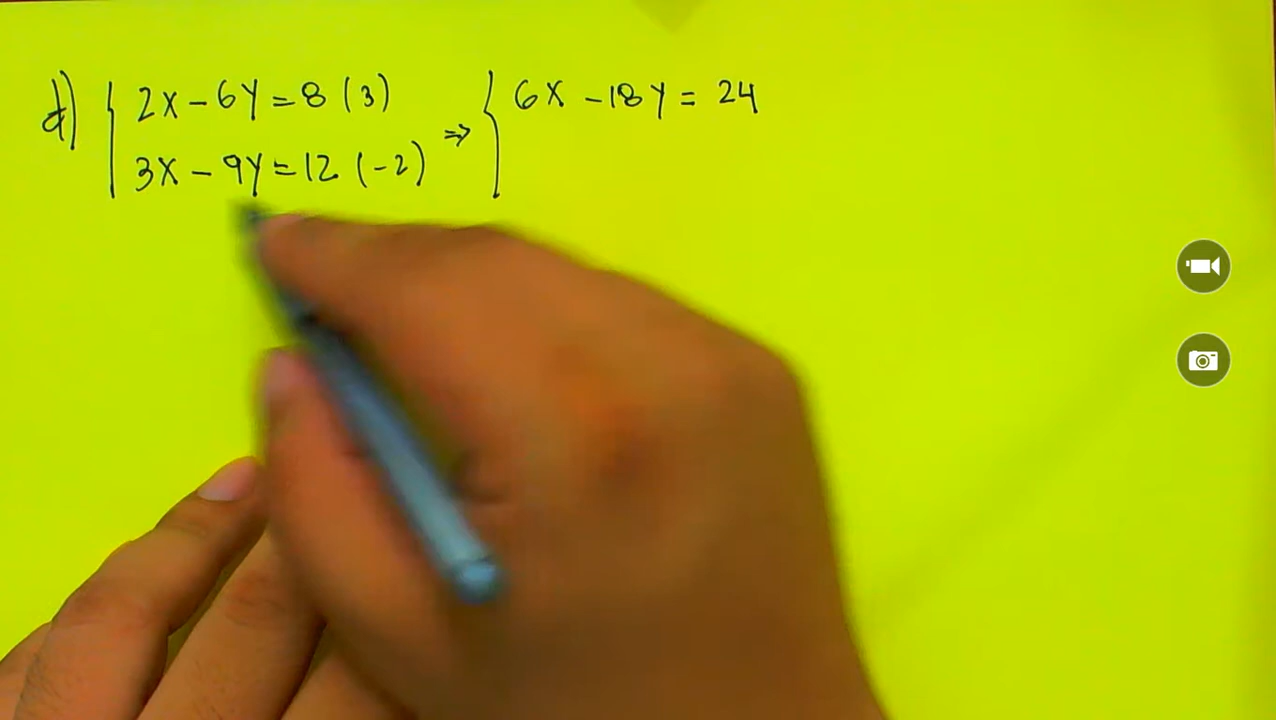 d) { 2x - 6y = 8 (3) ⇒ { 6x - 18y = 24
3x - 9y = 12 (-2)